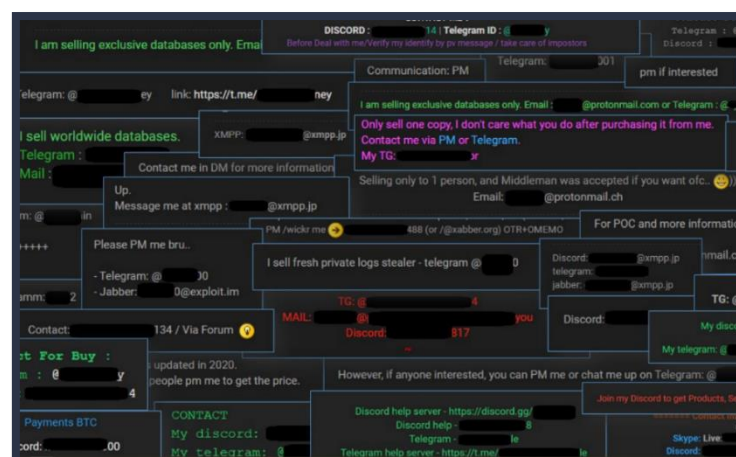 DISCORD : 14 | Telegram ID : @ y
Before Deal with me/Verify my identify by pv message / take care of impostors
I am selling exclusive databases only. Emai
Telegram : @
Discord :
Telegram: 001
Communication: PM
pm if interested
elegram: @ ey link: https://t.me/ ney
I am selling exclusive databases only. Email : @protonmail.com or Telegram : @
XMPP: @xmpp.jp
Only sell one copy, I don't care what you do after purchasing it from me.
Contact me via PM or Telegram.
My TG: or
I sell worldwide databases.
Telegram :
Mail :
Contact me in DM for more information
Selling only to 1 person, and Middleman was accepted if you want ofc.. 😀))
Email: @protonmail.ch
Up.
Message me at xmpp : @xmpp.jp
m: @ in
+++++
PM /wickr me ➔ 488 (or /@xabber.org) OTR+OMEMO
For POC and more informatio
Please PM me bru..
- Telegram: @ 00
- Jabber: 0@exploit.im
I sell fresh private logs stealer - telegram @ 0
Discord: @xmpp.jp
telegram:
jabber: @xmpp.jp
nmail.c
amm: 2
TG: @ 4
MAIL: @ you
Discord: 817
TG: @
Discord:
Contact: 134 / Via Forum 💡
My disco
My telegram: @
et For Buy :
m : @ y
4
updated in 2020.
people pm me to get the price.
However, if anyone interested, you can PM me or chat me up on Telegram: @
Join my Discord to get Products, Se
Payments BTC
cord: .00
CONTACT
My discord:
My telegram: @
Discord help server - https://discord.gg/
Discord help - 8
Telegram - le
Telegram help server - https://t.me/ le
Skype: Live:
Discord: